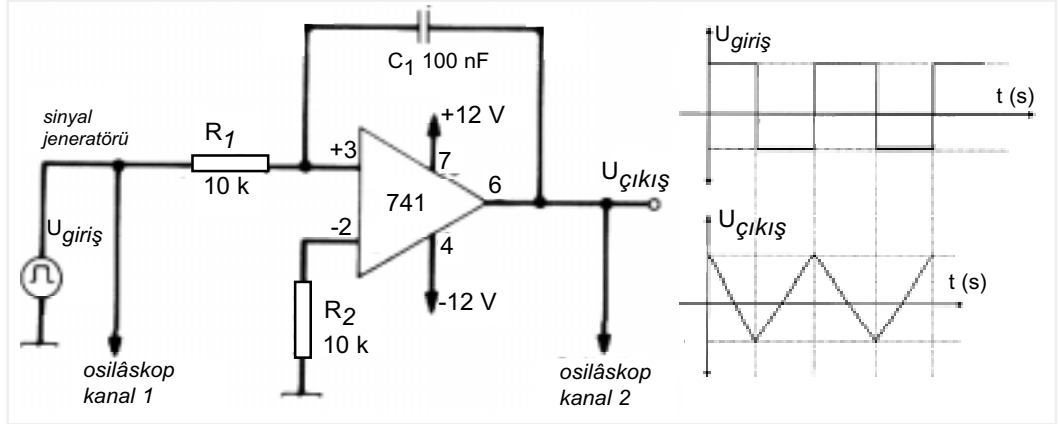 C1 100 nF
sinyal
jeneratörü
R1
10 k
+3
+12 V
7
741
6
-2
4
-12 V
Ugiriş
R2
10 k
Uçıkış
osilâskop
kanal 1
osilâskop
kanal 2
Ugiriş
t (s)
Uçıkış
t (s)